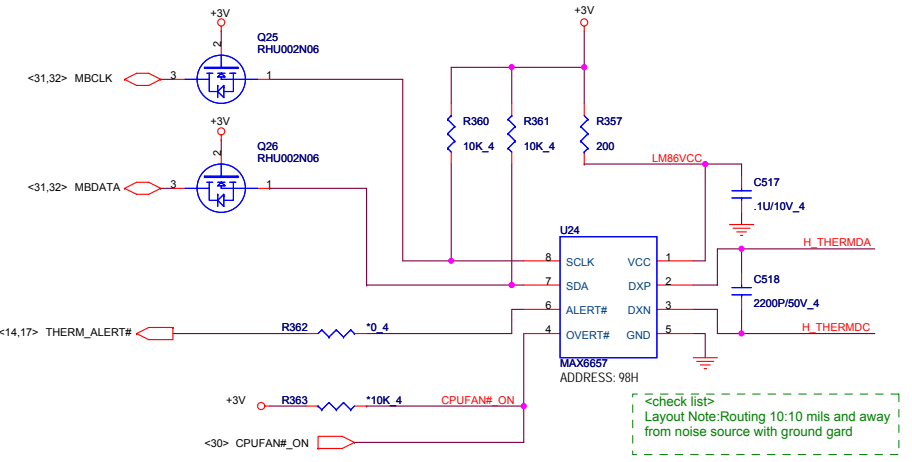 +3V
+3V
Q25
RHU002N06
2
<31,32> MBCLK
3
1
+3V
Q26
RHU002N06
2
<31,32> MBDATA
3
1
R360
10K_4
R361
10K_4
R357
200
LM86VCC
C517
.1U/10V_4
U24
H_THERMDA
8 SCLK VCC 1
7 SDA DXP 2
6 ALERT# DXN 3
4 OVERT# GND 5
C518
2200P/50V_4
H_THERMDC
<14,17> THERM_ALERT#
R362
*0_4
MAX6657
ADDRESS: 98H
+3V
R363
*10K_4
CPUFAN#_ON
<30> CPUFAN#_ON
<check list>
Layout Note:Routing 10:10 mils and away
from noise source with ground gard